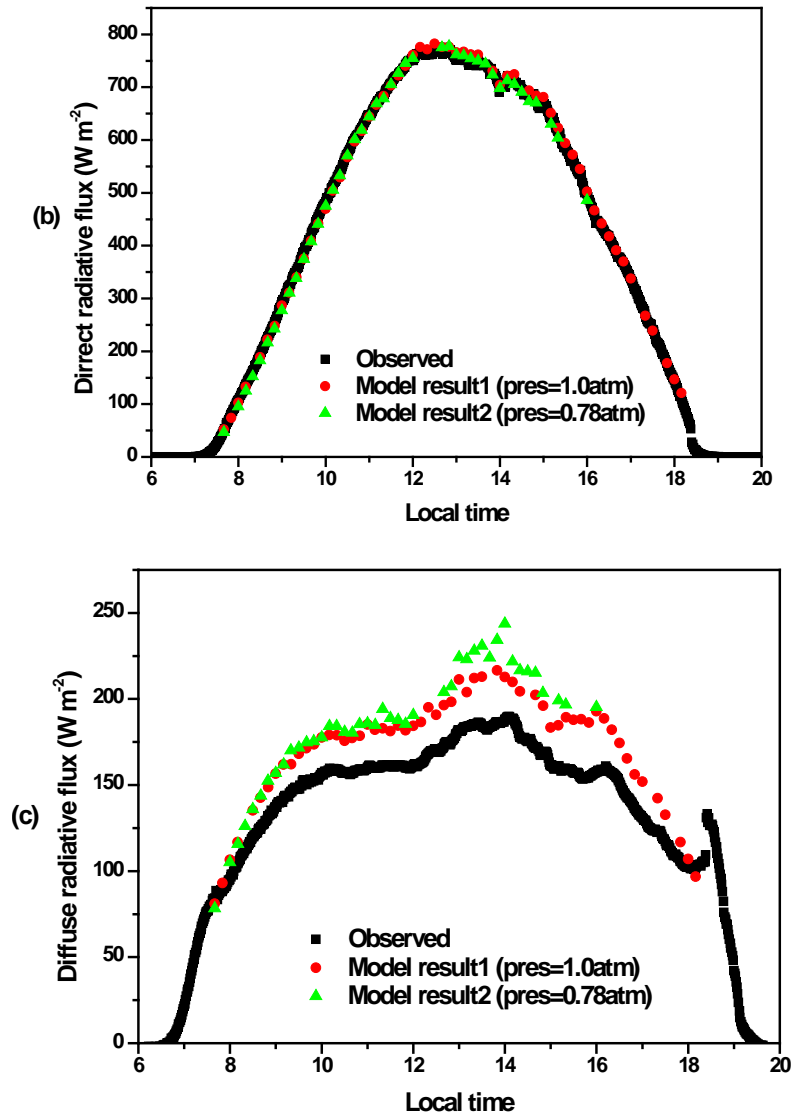 800
700
600
500
400
300
200
100
0
(b)
Dirrect radiative flux (W m-2)
Observed
Model result1 (pres=1.0atm)
Model result2 (pres=0.78atm)
6 8 10 12 14 16 18 20
Local time
250
200
150
100
50
0
(c)
Diffuse radiative flux (W m-2)
Observed
Model result1 (pres=1.0atm)
Model result2 (pres=0.78atm)
6 8 10 12 14 16 18 20
Local time